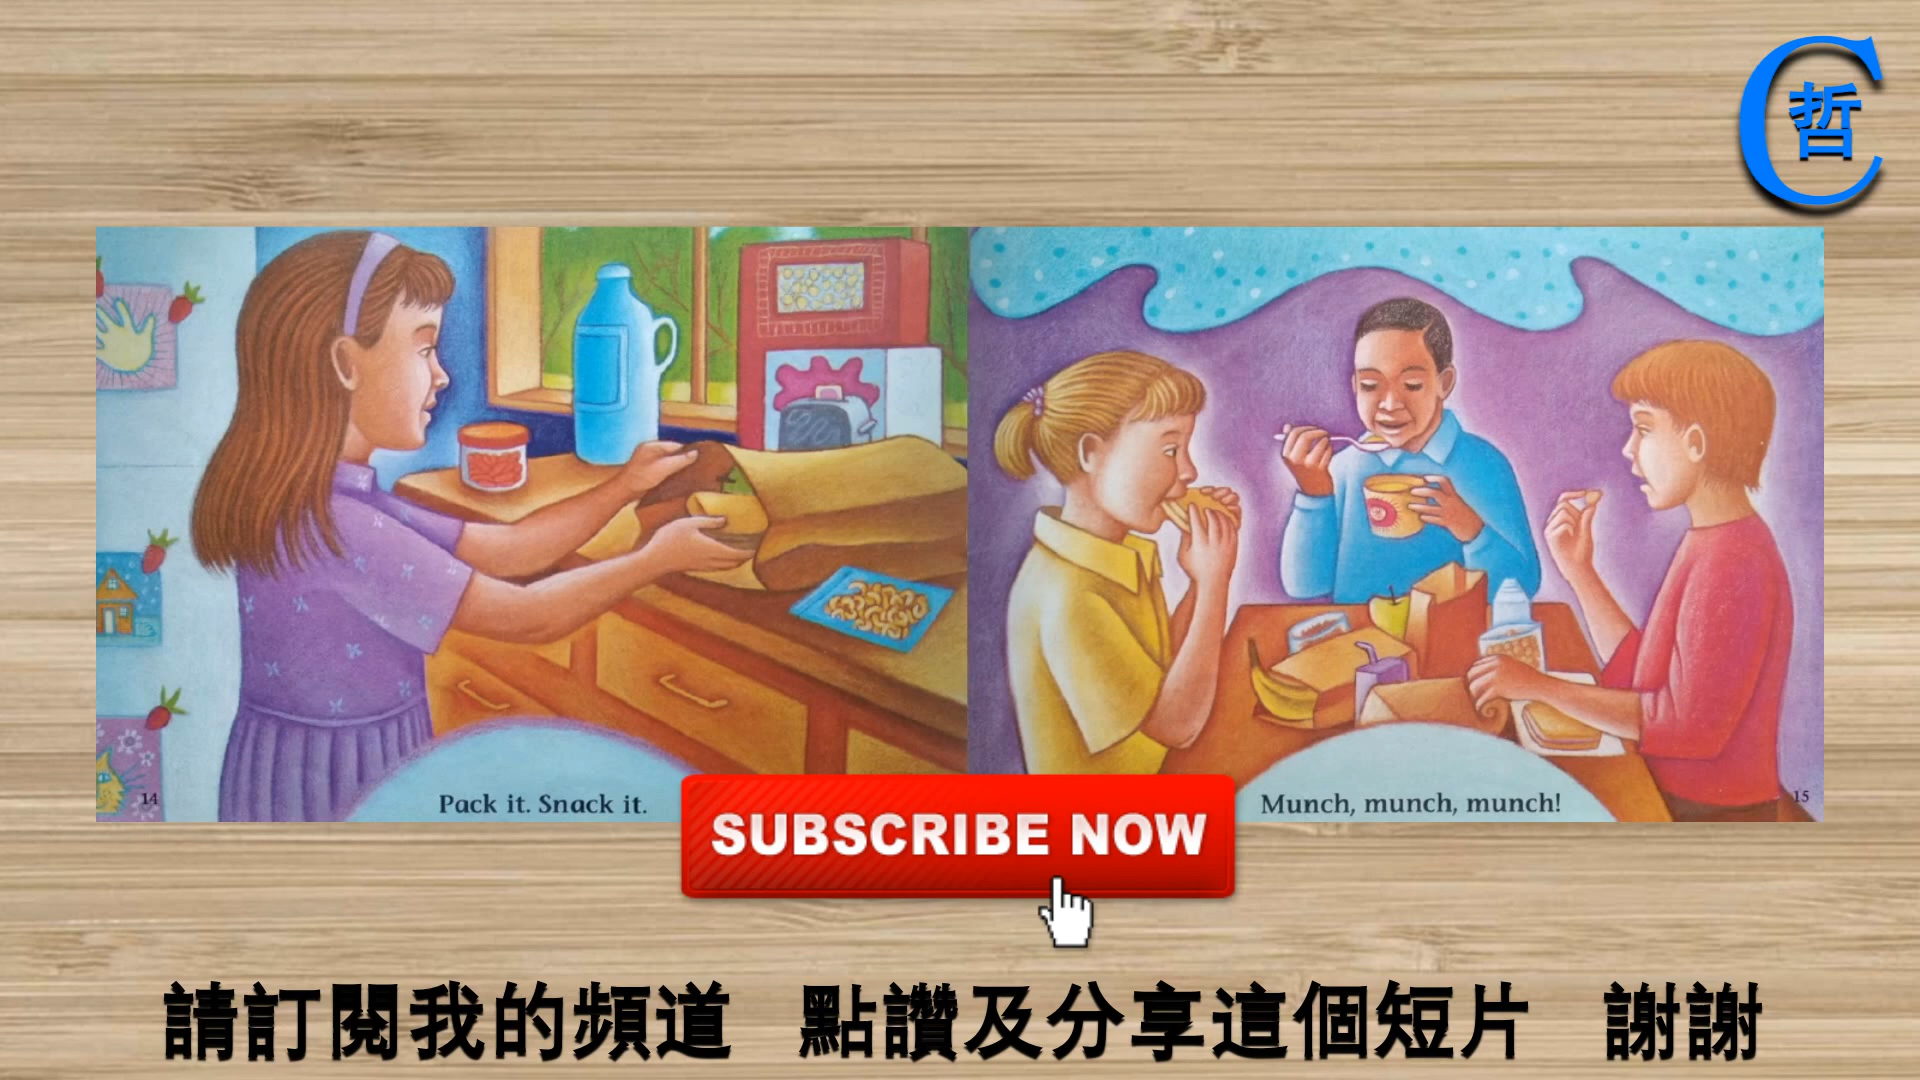 C哲
14
Pack it. Snack it.
Munch, munch, munch!
15
SUBSCRIBE NOW
請訂閱我的頻道 點讚及分享這個短片 謝謝